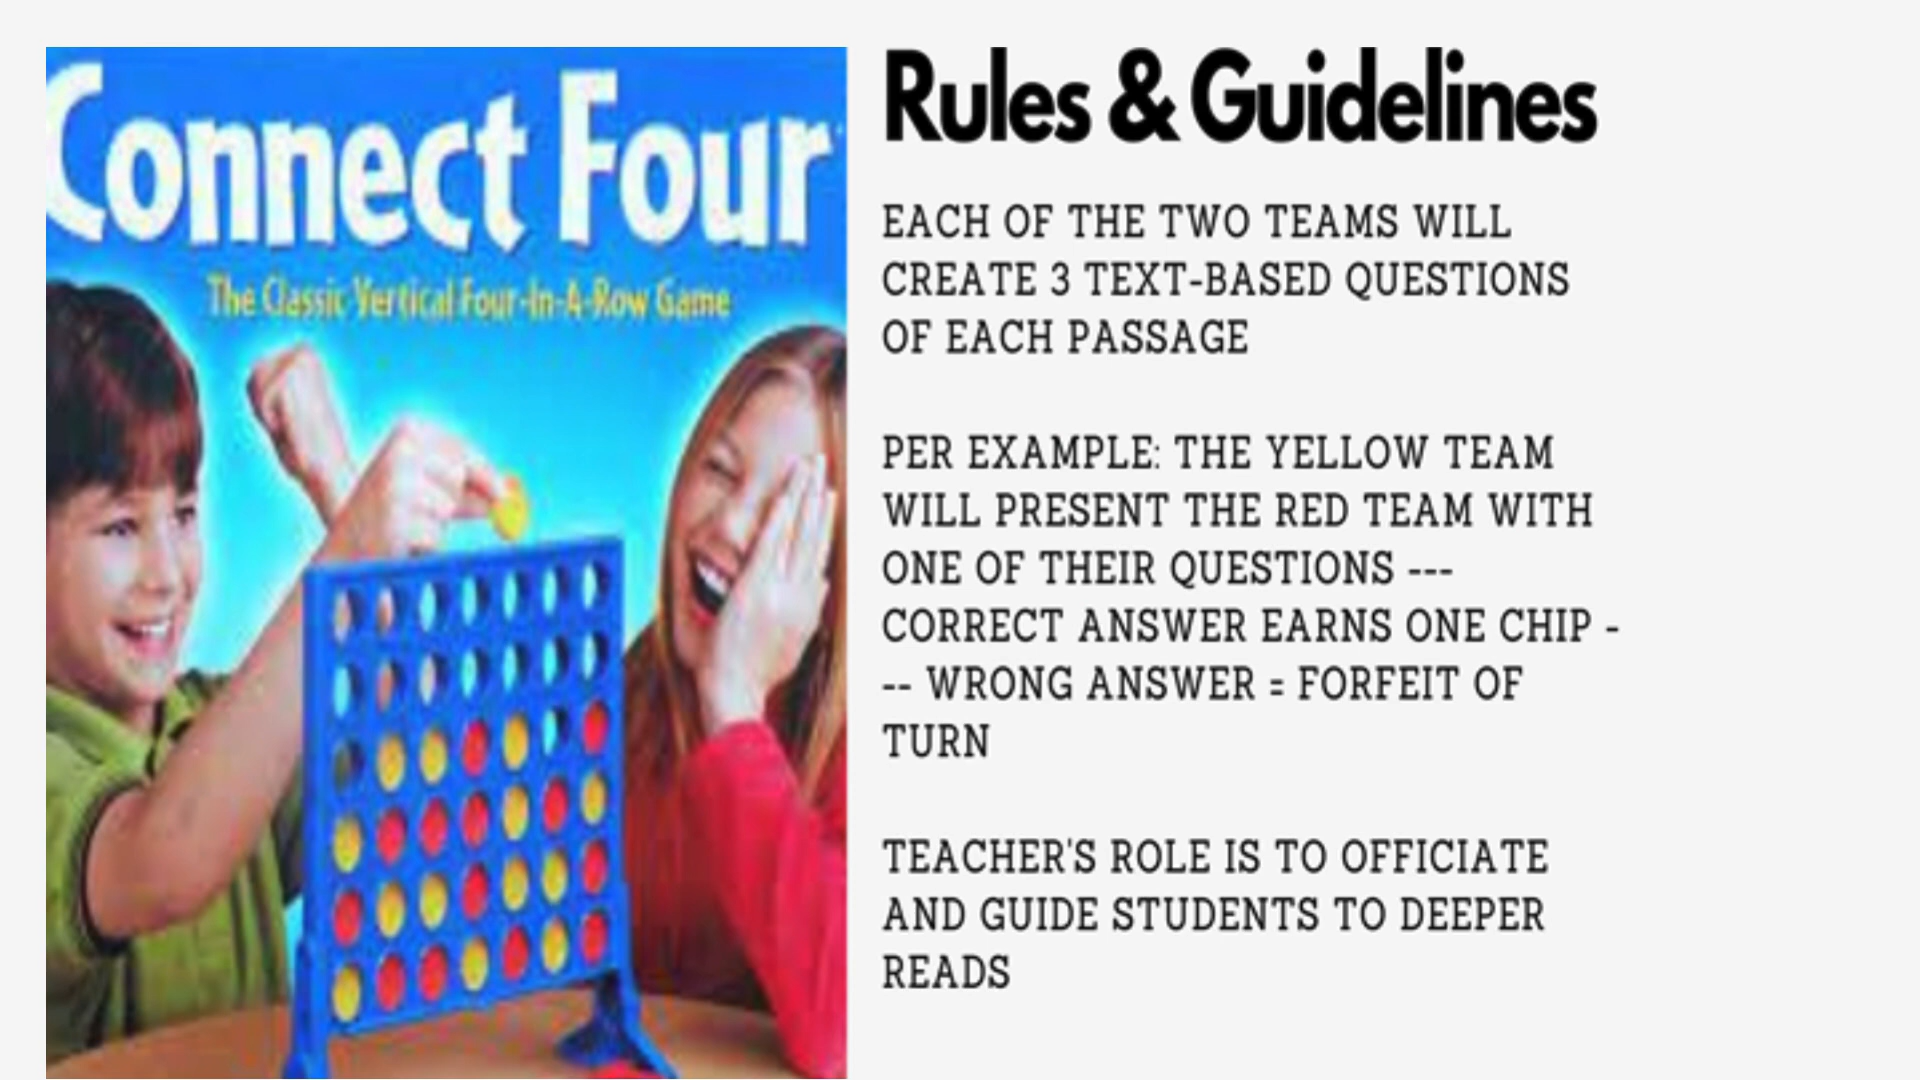 Connect Four
The Classic Vertical Four-In-A-Row Game
Rules & Guidelines
EACH OF THE TWO TEAMS WILL
CREATE 3 TEXT-BASED QUESTIONS
OF EACH PASSAGE
PER EXAMPLE: THE YELLOW TEAM
WILL PRESENT THE RED TEAM WITH
ONE OF THEIR QUESTIONS ---
CORRECT ANSWER EARNS ONE CHIP -
-- WRONG ANSWER = FORFEIT OF
TURN
TEACHER'S ROLE IS TO OFFICIATE
AND GUIDE STUDENTS TO DEEPER
READS